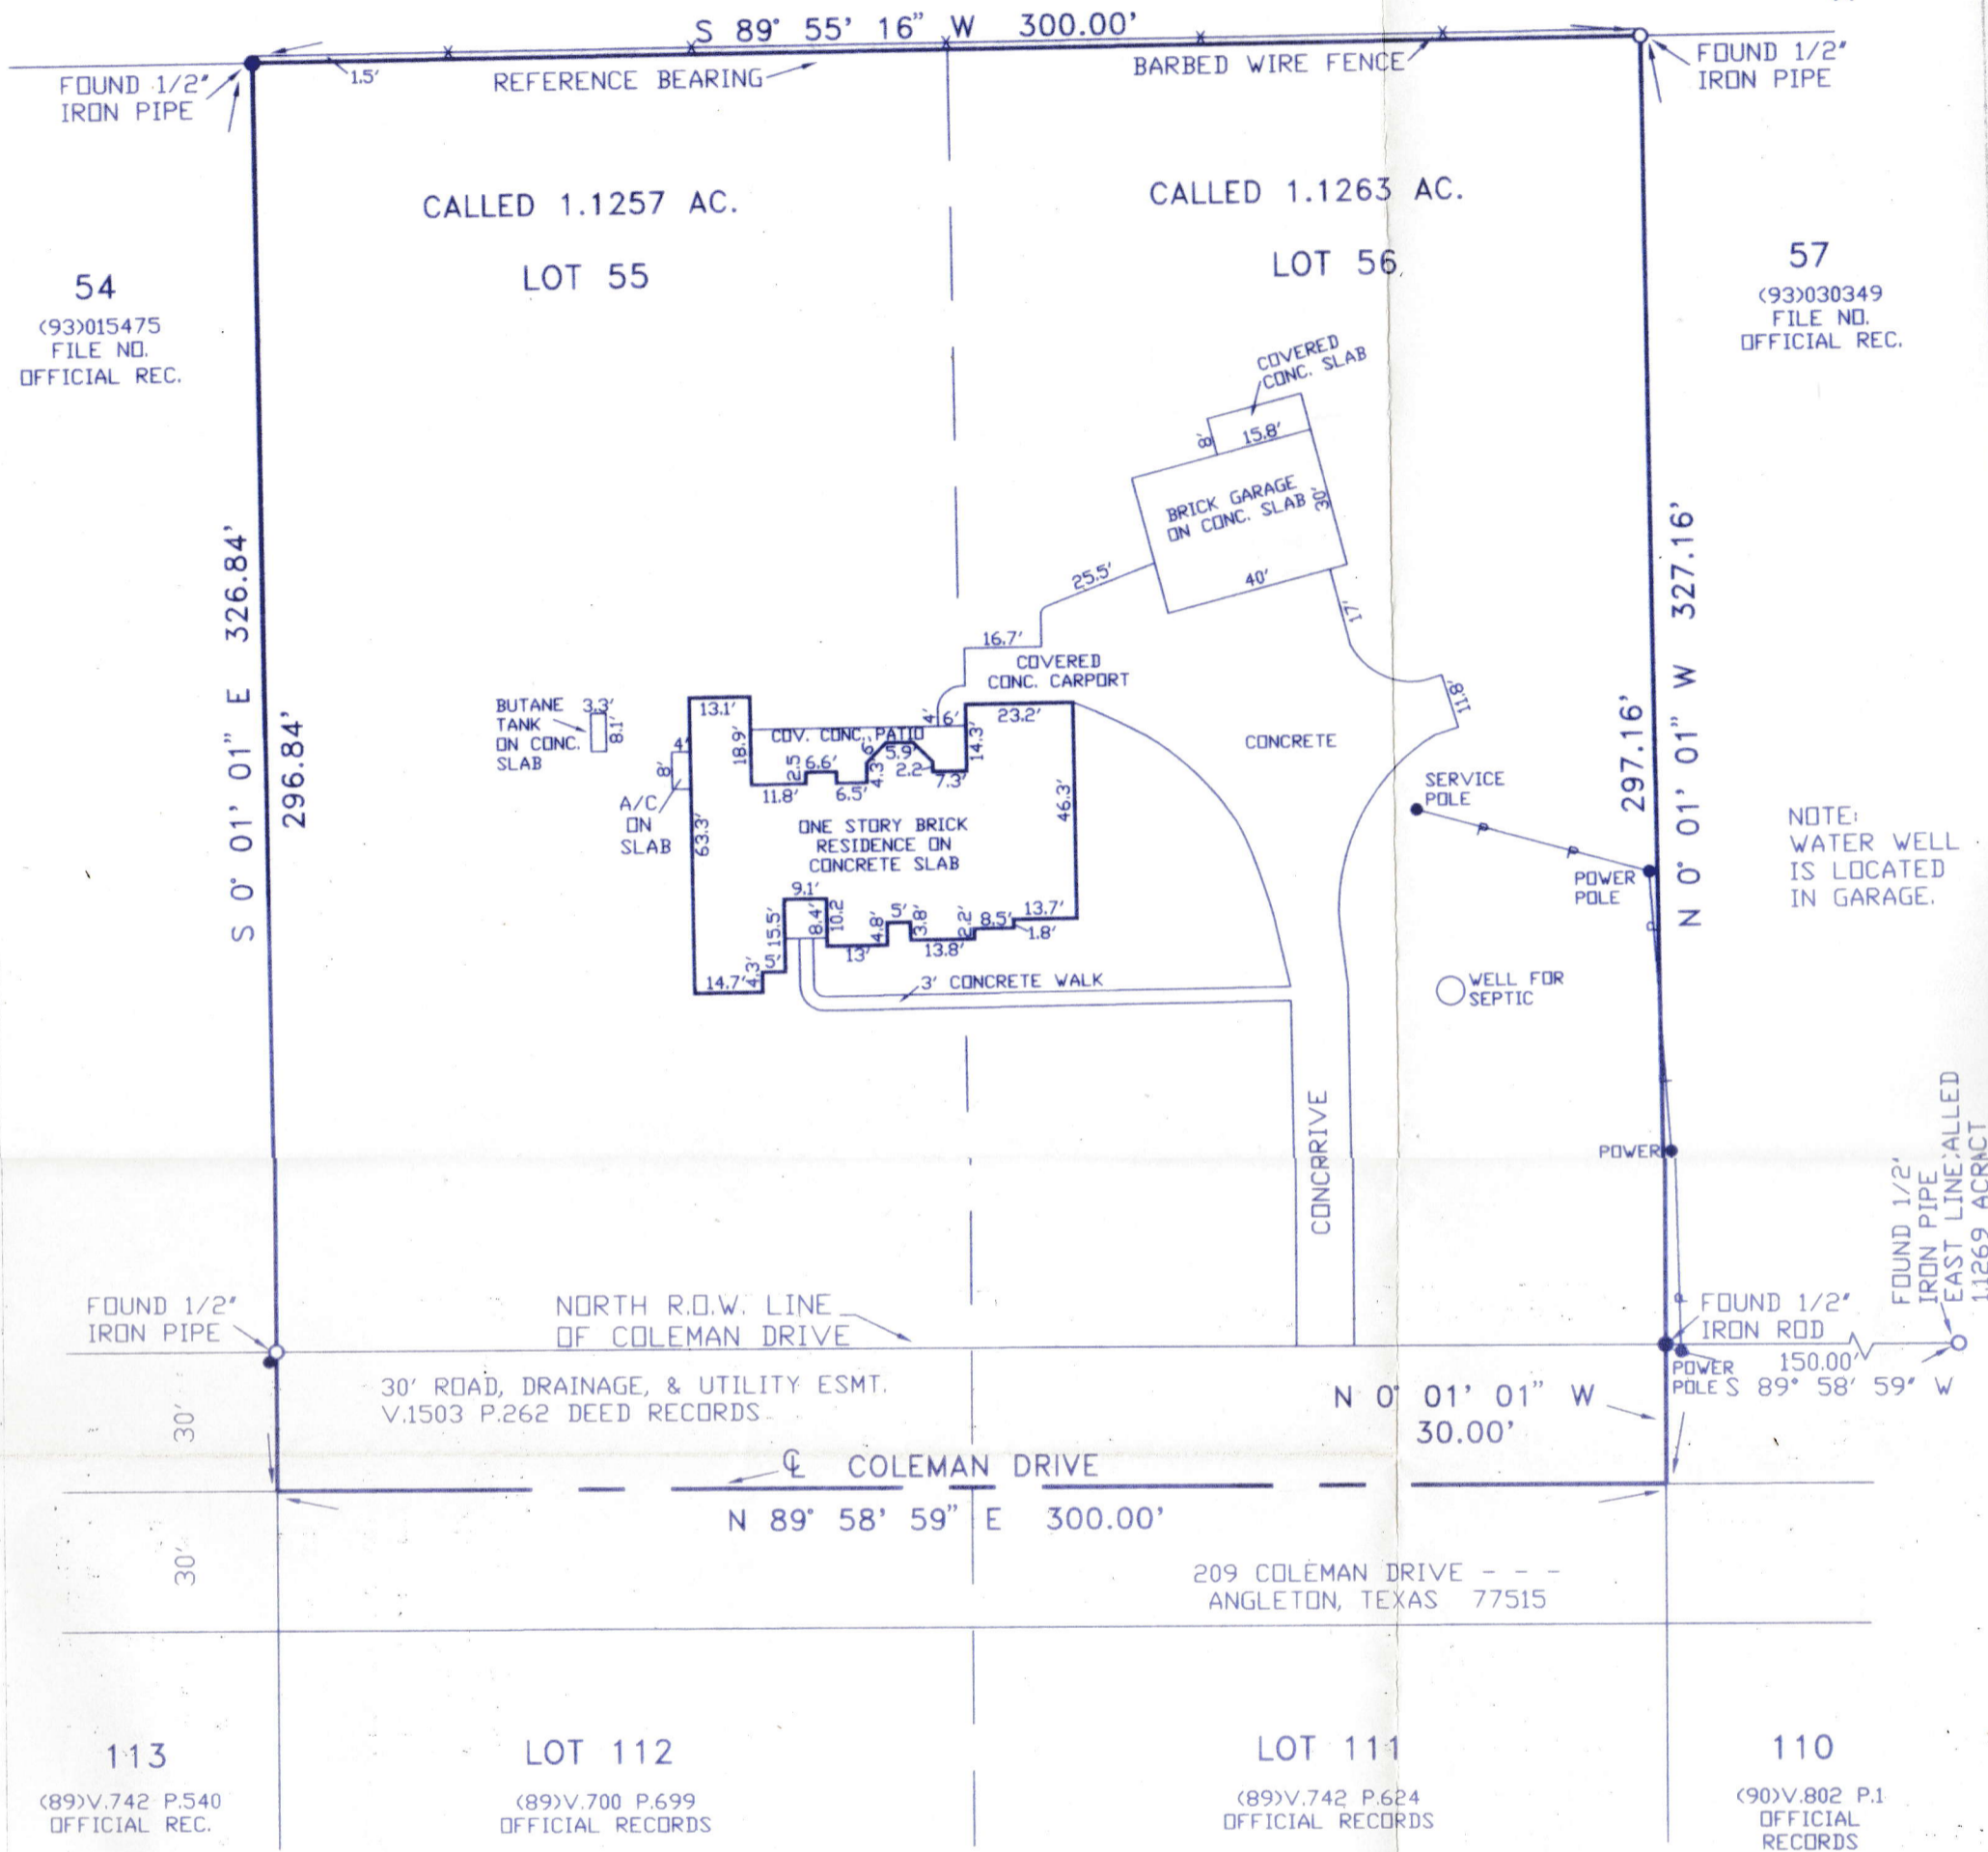 S 89° 55' 16" W 300.00'
FOUND 1/2"
IRON PIPE
1.5'
REFERENCE BEARING
BARBED WIRE FENCE
FOUND 1/2"
IRON PIPE
CALLED 1.1257 AC.
LOT 55
CALLED 1.1263 AC.
LOT 56
54
(93)015475
FILE NO.
OFFICIAL REC.
57
(93)030349
FILE NO.
OFFICIAL REC.
COVERED
CONC. SLAB
8'
15.8'
BRICK GARAGE
ON CONC. SLAB
30'
40'
25.5'
17'
16.7'
COVERED
CONC. CARPORT
11.8'
S 0° 01' 01" E 326.84'
296.84'
N 0° 01' 01" W 327.16'
297.16'
BUTANE
TANK
ON CONC.
SLAB
3.3'
8.1'
4'
8'
A/C
ON
SLAB
13.1'
18.9'
COV. CONC. PATIO
4'
6'
23.2'
14.3'
2.5
6.6'
6'
5.9'
4.3'
2.2'
7.3'
11.8'
6.5'
63.3'
46.3'
ONE STORY BRICK
RESIDENCE ON
CONCRETE SLAB
9.1'
15.5'
8.4'
10.2
4.8'
5'
3.8'
2.2'
8.5'
13.7'
1.8'
13'
13.8'
5'
4.3'
14.7'
3' CONCRETE WALK
CONCRETE
SERVICE
POLE
P
P
POWER
POLE
P
NOTE:
WATER WELL
IS LOCATED
IN GARAGE.
WELL FOR
SEPTIC
CONCRRIVE
POWER
P
FOUND 1/2"
IRON PIPE
NORTH R.O.W. LINE
OF COLEMAN DRIVE
FOUND 1/2"
IRON ROD
FOUND 1/2'
IRON PIPE
EAST LINE,ALLED
1.1269 ACRACT
POWER
POLE
150.00'
S 89° 58' 59" W
30' ROAD, DRAINAGE, & UTILITY ESMT.
V.1503 P.262 DEED RECORDS
N 0° 01' 01" W
30.00'
30'
℄ COLEMAN DRIVE
N 89° 58' 59" E 300.00'
30'
209 COLEMAN DRIVE - - -
ANGLETON, TEXAS 77515
113
(89)V.742 P.540
OFFICIAL REC.
LOT 112
(89)V.700 P.699
OFFICIAL RECORDS
LOT 111
(89)V.742 P.624
OFFICIAL RECORDS
110
(90)V.802 P.1
OFFICIAL
RECORDS